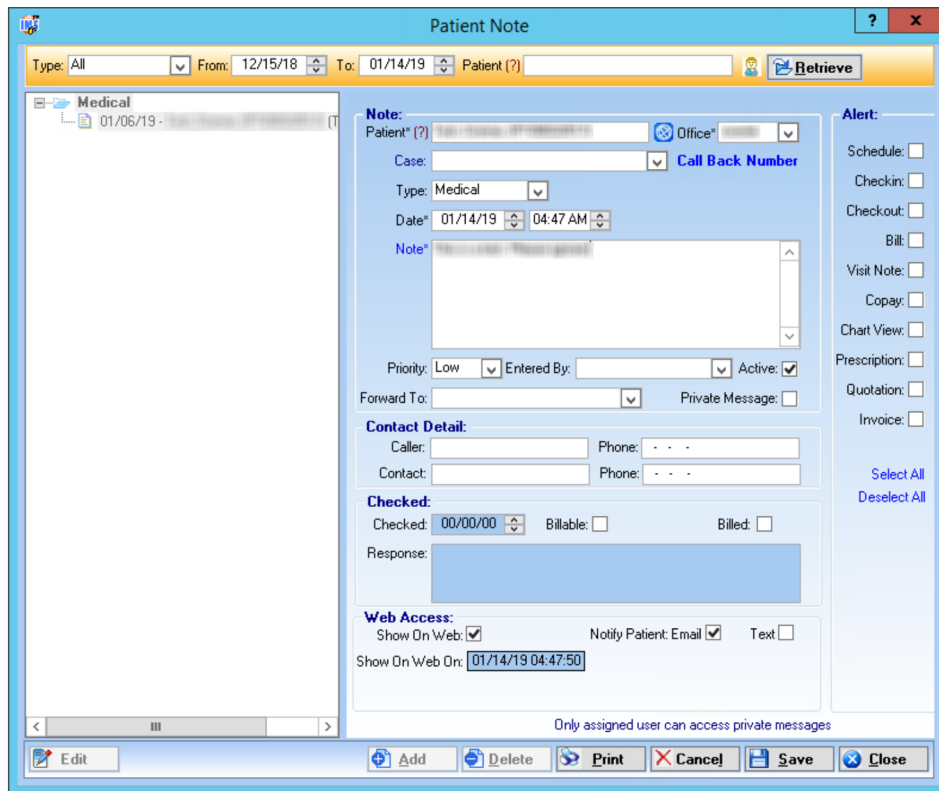 Patient Note
? x
Type: All From: 12/15/18 To: 01/14/19 Patient (?) Retrieve
Medical
01/06/19 - (T
Note:
Patient* (?) Office*
Case: Call Back Number
Type: Medical
Date* 01/14/19 04:47 AM
Note*
Priority: Low Entered By: Active:
Forward To: Private Message:
Contact Detail:
Caller: Phone: - - -
Contact: Phone: - - -
Checked:
Checked: 00/00/00 Billable: Billed:
Response:
Web Access:
Show On Web: Notify Patient: Email Text
Show On Web On: 01/14/19 04:47:50
Only assigned user can access private messages
Alert:
Schedule:
Checkin:
Checkout:
Bill:
Visit Note:
Copay:
Chart View:
Prescription:
Quotation:
Invoice:
Select All
Deselect All
Edit Add Delete Print Cancel Save Close